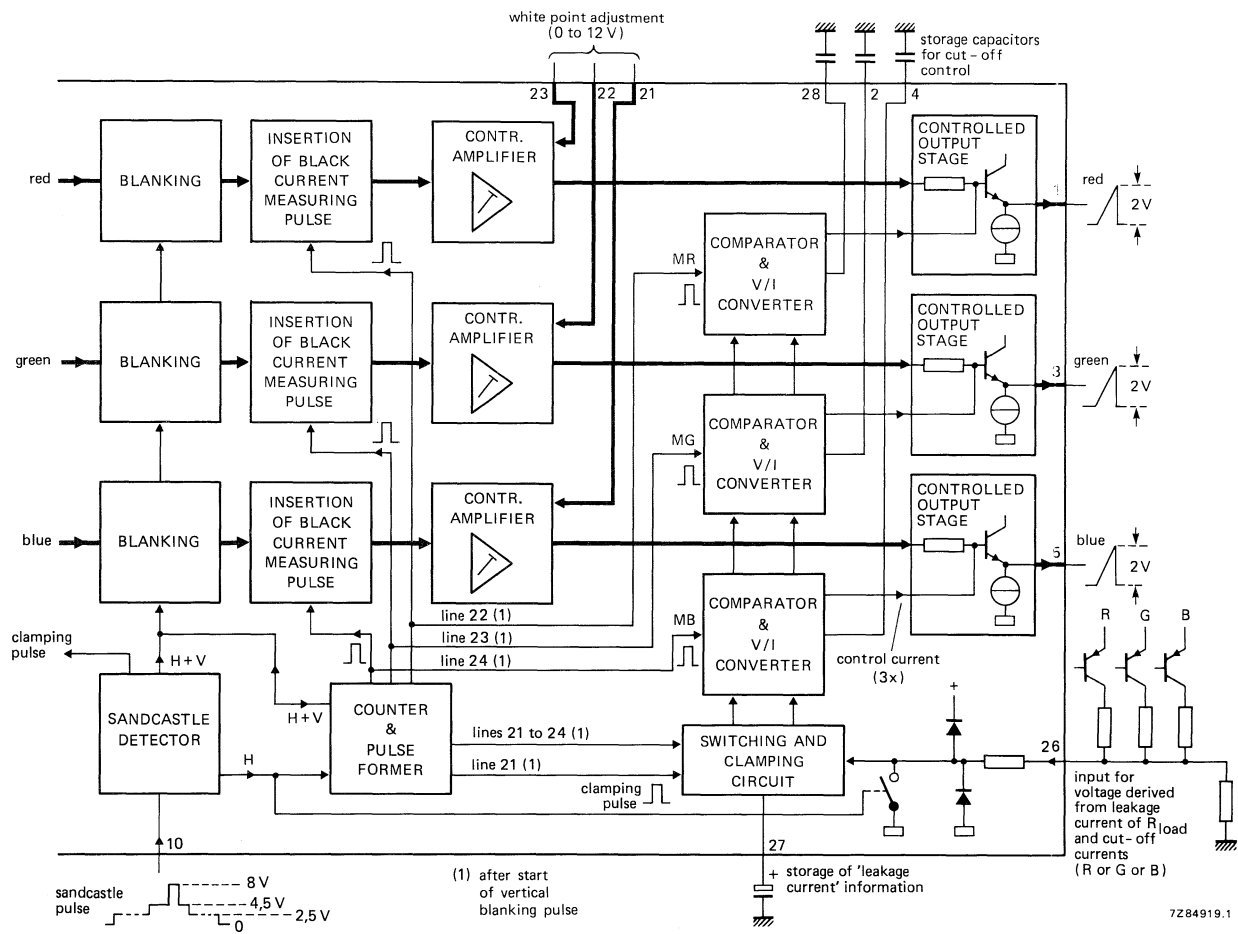 white point adjustment
(0 to 12 V)
storage capacitors
for cut-off
control
23
22
21
28
2
4
red
BLANKING
INSERTION
OF BLACK
CURRENT
MEASURING
PULSE
CONTR.
AMPLIFIER
CONTROLLED
OUTPUT
STAGE
1
red
2 V
MR
COMPARATOR
&
V/I
CONVERTER
green
BLANKING
INSERTION
OF BLACK
CURRENT
MEASURING
PULSE
CONTR.
AMPLIFIER
CONTROLLED
OUTPUT
STAGE
3
green
2 V
MG
COMPARATOR
&
V/I
CONVERTER
blue
BLANKING
INSERTION
OF BLACK
CURRENT
MEASURING
PULSE
CONTR.
AMPLIFIER
CONTROLLED
OUTPUT
STAGE
5
blue
2 V
MB
COMPARATOR
&
V/I
CONVERTER
line 22 (1)
line 23 (1)
line 24 (1)
control current
(3x)
R
G
B
clamping
pulse
H+V
H+V
SANDCASTLE
DETECTOR
H
COUNTER
&
PULSE
FORMER
lines 21 to 24 (1)
line 21 (1)
clamping
pulse
SWITCHING AND
CLAMPING
CIRCUIT
+
26
input for
voltage derived
from leakage
current of Rload
and cut-off
currents
(R or G or B)
10
27
sandcastle
pulse
8 V
4,5 V
2,5 V
0
(1) after start
of vertical
blanking pulse
+
storage of 'leakage
current' information
7Z84919.1